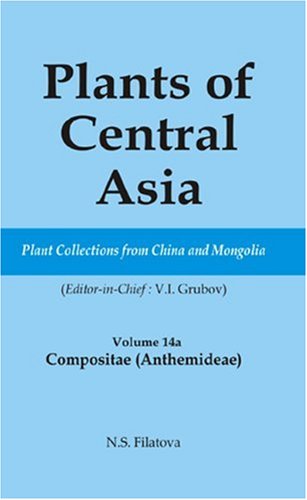 Plants of
Central
Asia
Plant Collections from China and Mongolia
(Editor-in-Chief : V.I. Grubov)
Volume 14a
Compositae (Anthemideae)
N.S. Filatova